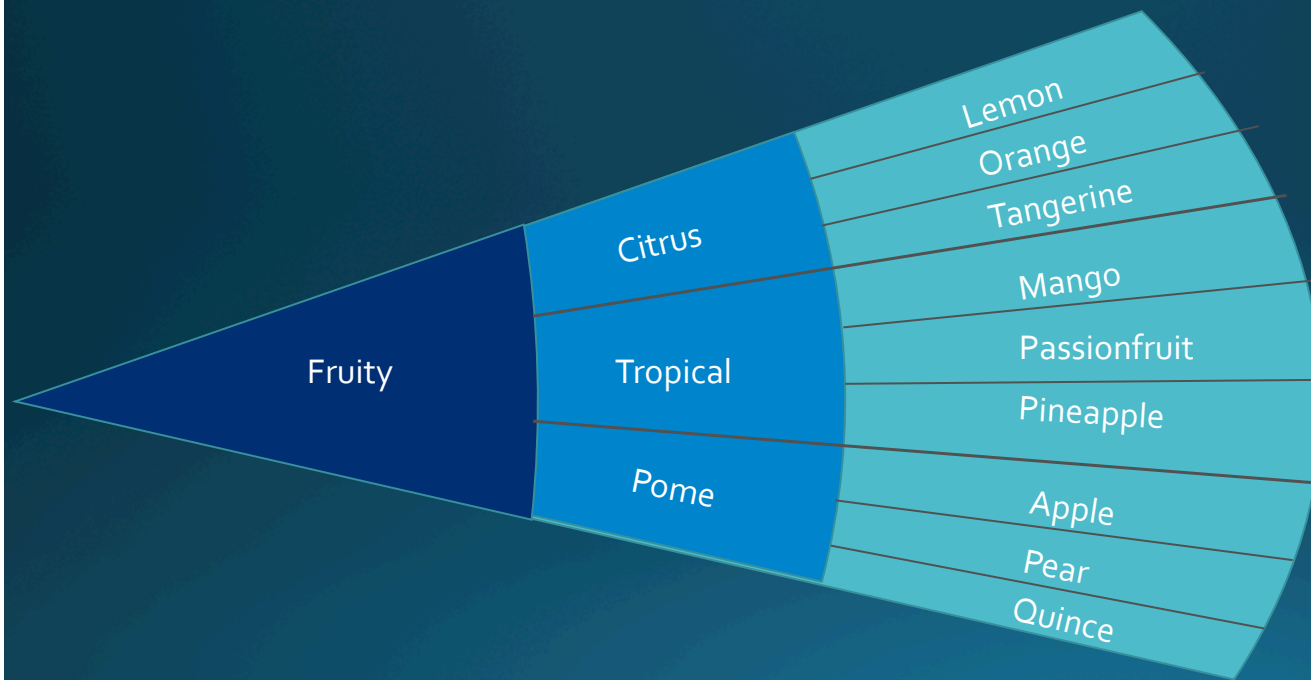 Fruity
Citrus
Tropical
Pome
Lemon
Orange
Tangerine
Mango
Passionfruit
Pineapple
Apple
Pear
Quince